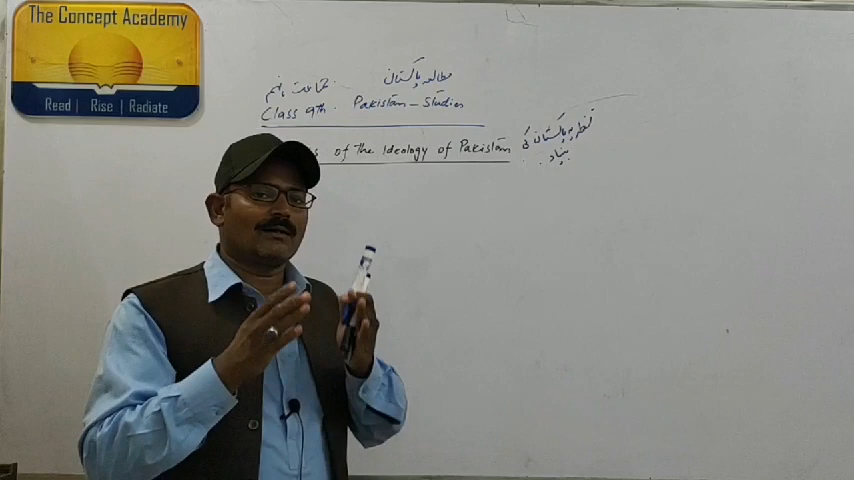 The Concept Academy
Read | Rise | Radiate
مطالعہ پاکستان
جماعت نہم
Class 9th. Pakistan - Studies
of the Ideology of Pakistan
نظریہ پاکستان کی
بنیاد